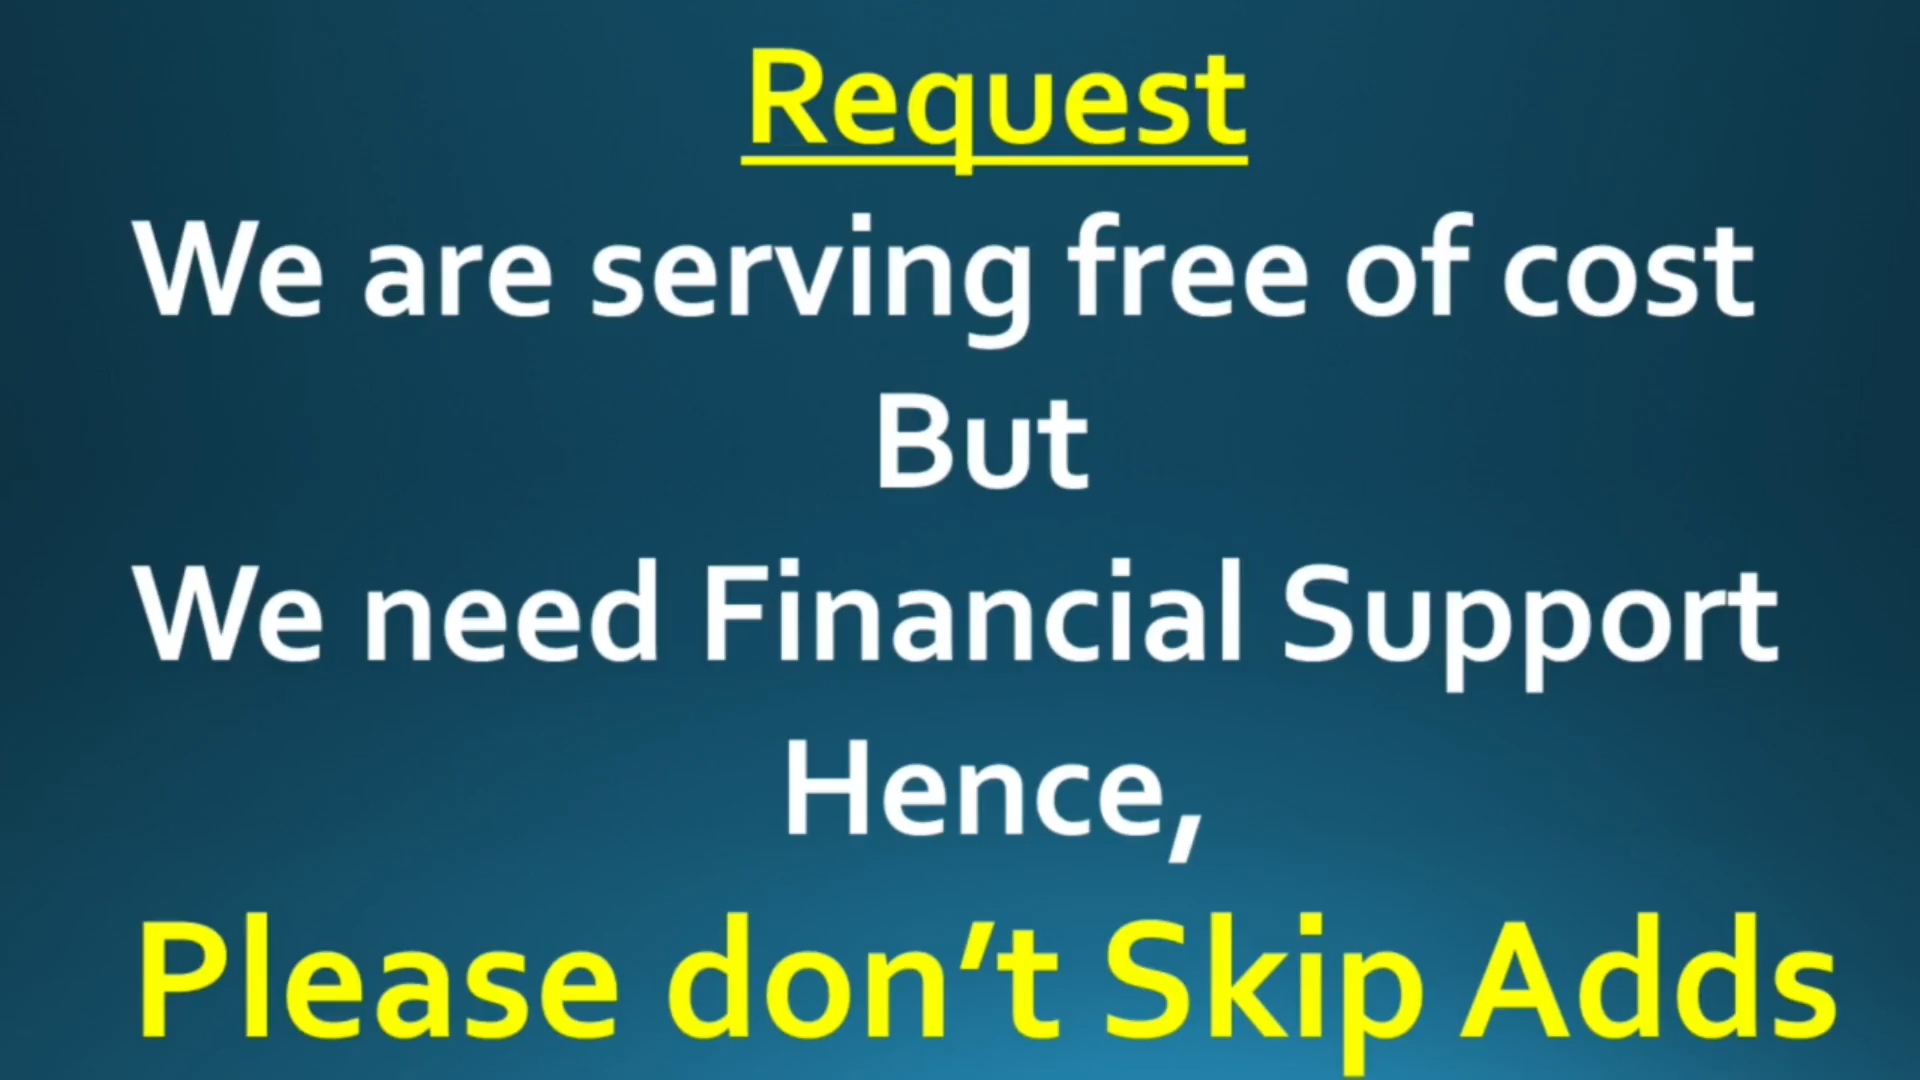 Request
We are serving free of cost
But
We need Financial Support
Hence,
Please don’t Skip Adds